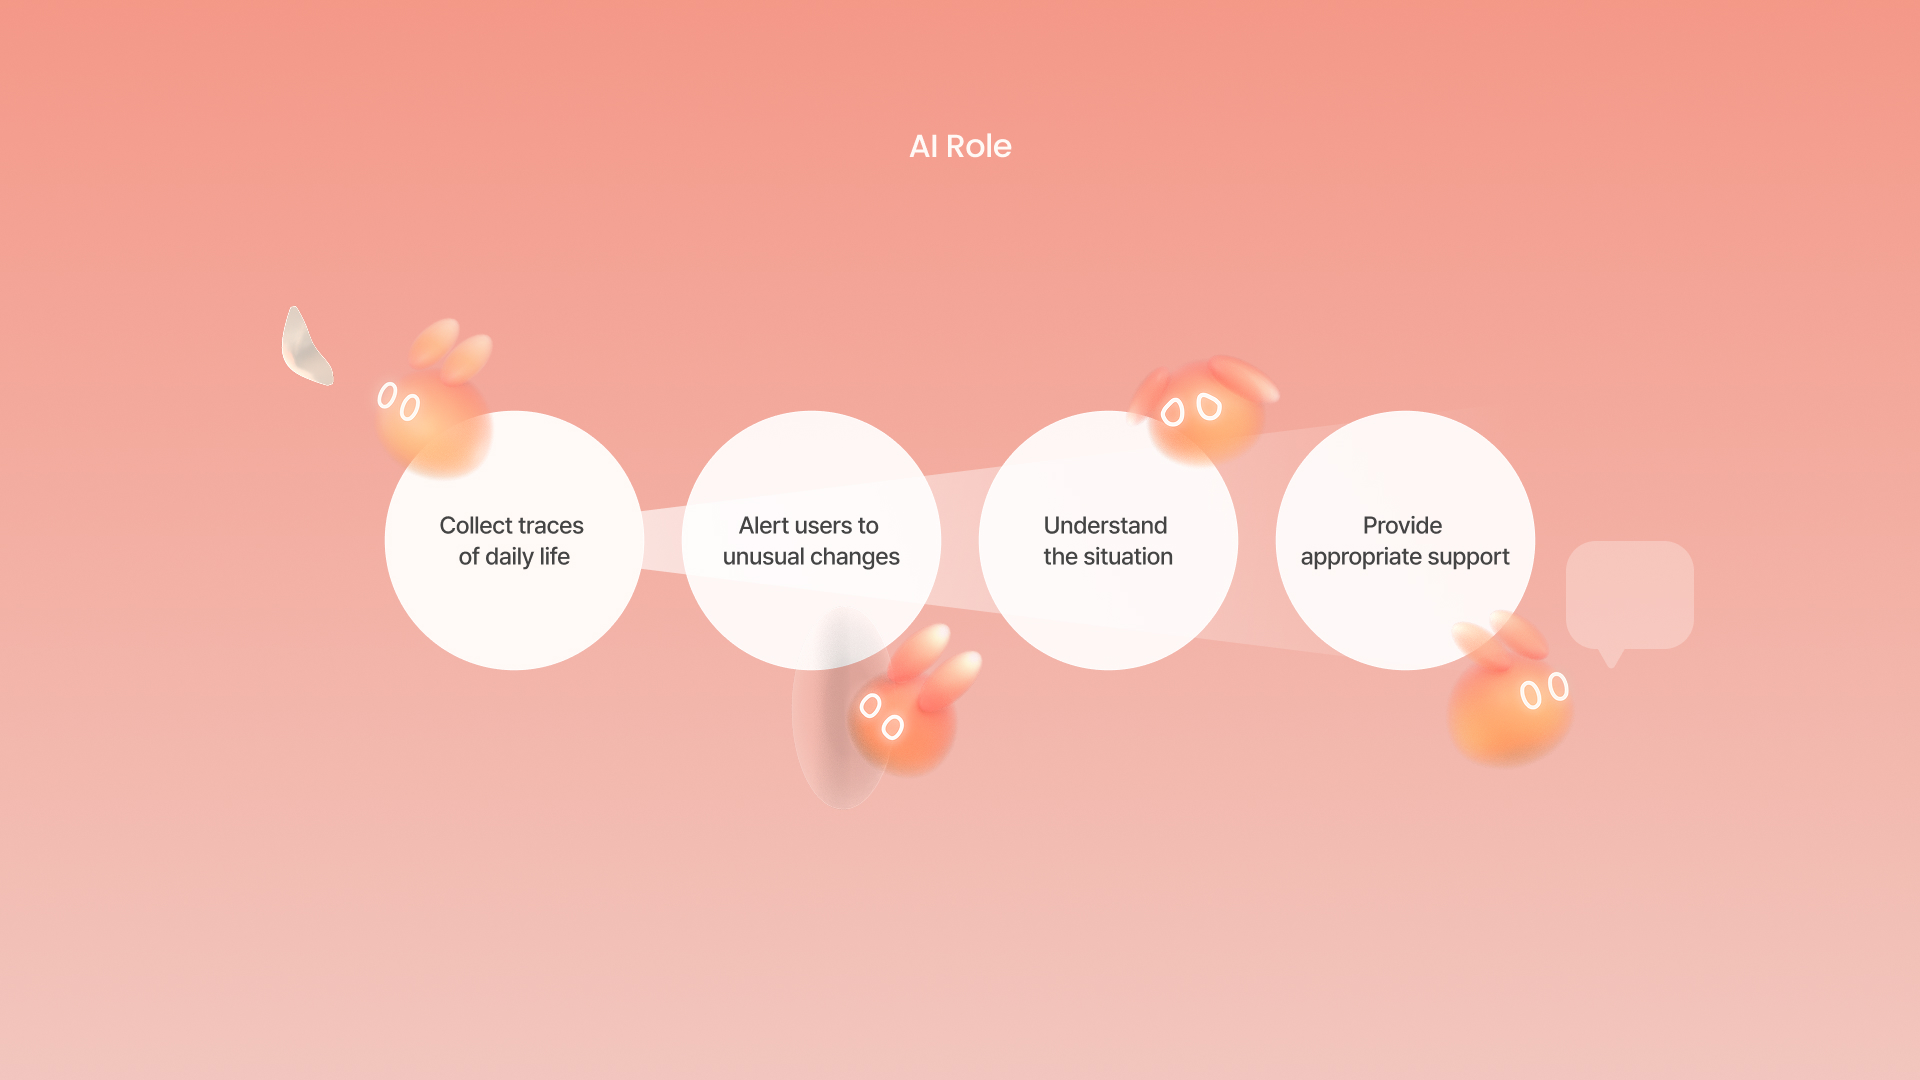 AI Role
Collect traces
of daily life
Alert users to
unusual changes
Understand
the situation
Provide
appropriate support